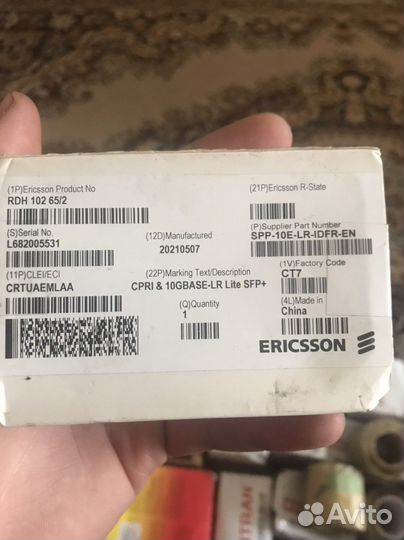 (1P)Ericsson Product No
RDH 102 65/2
(21P)Ericsson R-State
(S)Serial No.
L682005531
(12D)Manufactured
20210507
(P)Supplier Part Number
SPP-10E-LR-IDFR-EN
(11P)CLEI/ECI
CRTUAEMLAA
(22P)Marking Text/Description
CPRI & 10GBASE-LR Lite SFP+
(1V)Factory Code
CT7
(Q)Quantity
1
(4L)Made in
China
ERICSSON
Avito